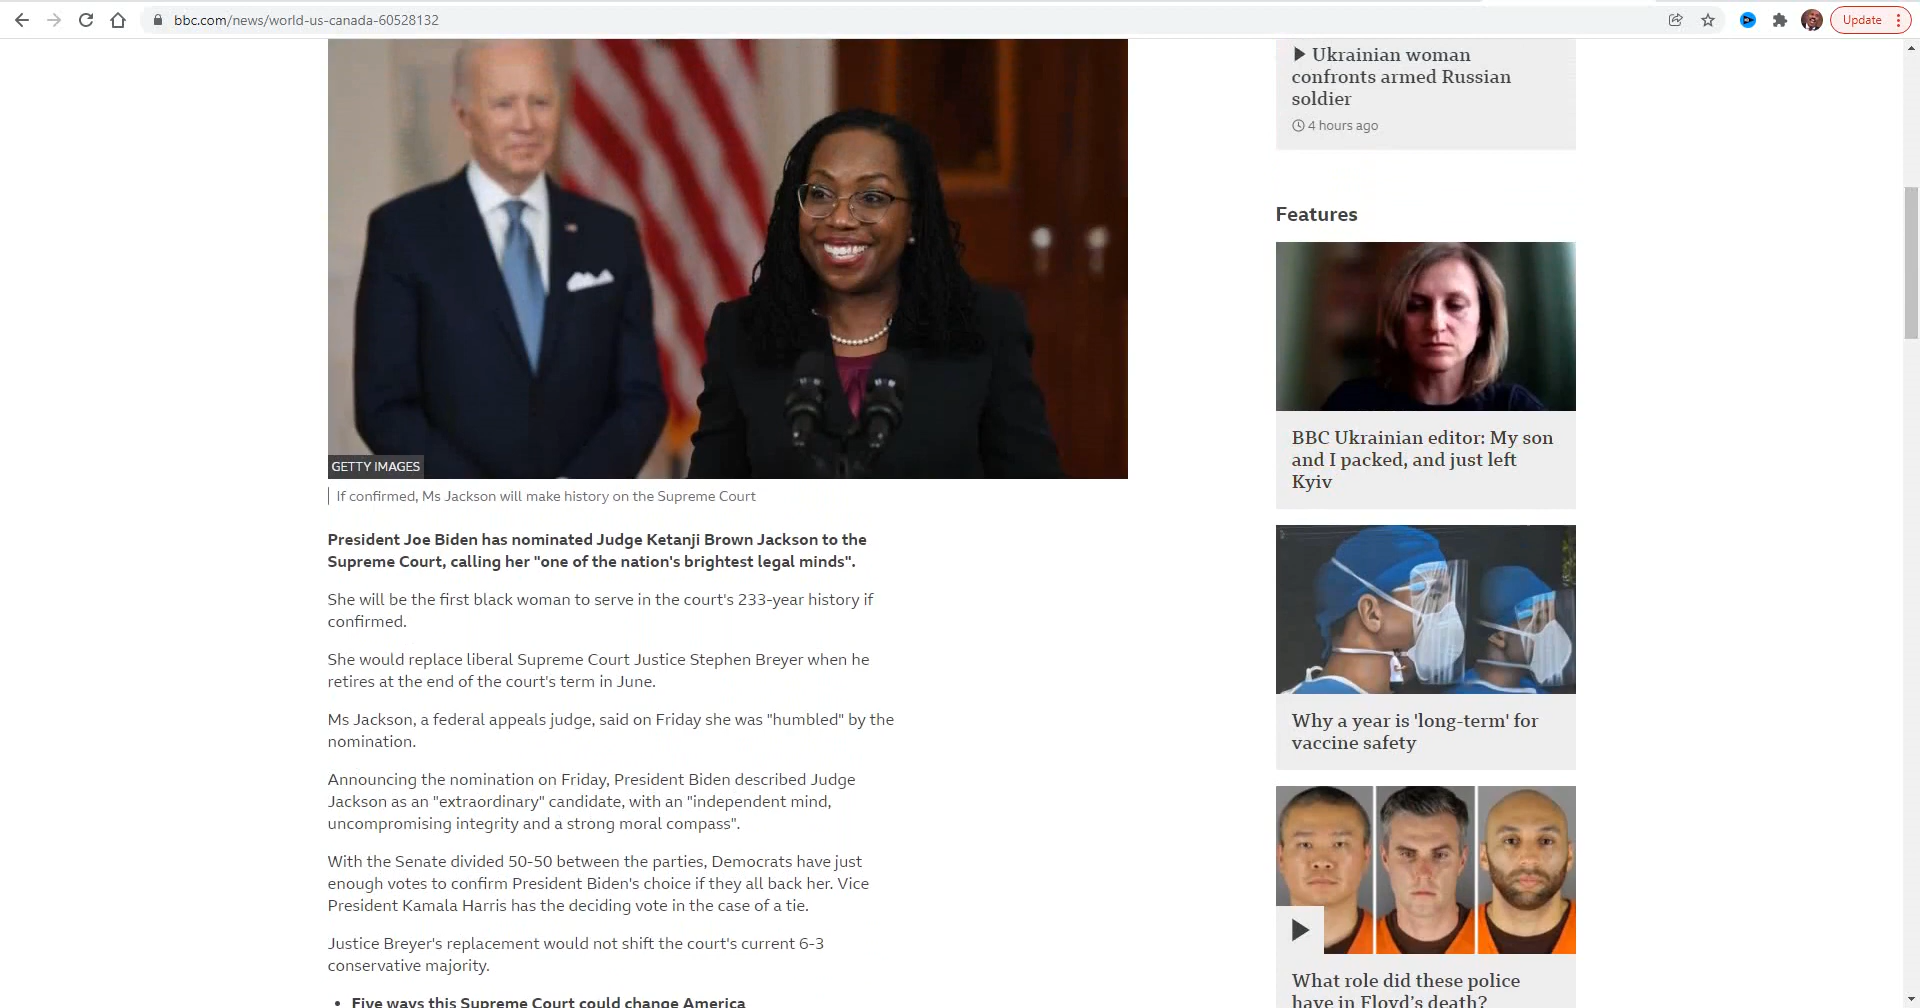 bbc.com/news/world-us-canada-60528132
Update
GETTY IMAGES
If confirmed, Ms Jackson will make history on the Supreme Court
President Joe Biden has nominated Judge Ketanji Brown Jackson to the
Supreme Court, calling her "one of the nation's brightest legal minds".
She will be the first black woman to serve in the court's 233-year history if
confirmed.
She would replace liberal Supreme Court Justice Stephen Breyer when he
retires at the end of the court's term in June.
Ms Jackson, a federal appeals judge, said on Friday she was "humbled" by the
nomination.
Announcing the nomination on Friday, President Biden described Judge
Jackson as an "extraordinary" candidate, with an "independent mind,
uncompromising integrity and a strong moral compass".
With the Senate divided 50-50 between the parties, Democrats have just
enough votes to confirm President Biden's choice if they all back her. Vice
President Kamala Harris has the deciding vote in the case of a tie.
Justice Breyer's replacement would not shift the court's current 6-3
conservative majority.
• Five ways this Supreme Court could change America
Ukrainian woman
confronts armed Russian
soldier
4 hours ago
Features
BBC Ukrainian editor: My son
and I packed, and just left
Kyiv
Why a year is 'long-term' for
vaccine safety
What role did these police
have in Floyd's death?